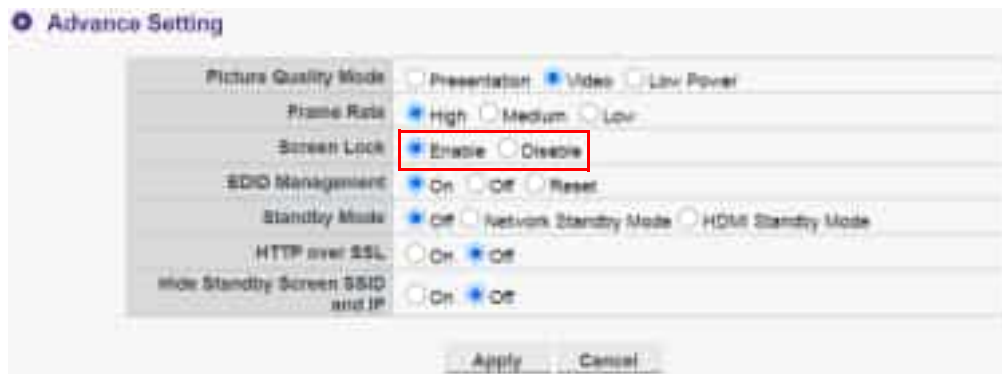 Advance Setting
Picture Quality Mode Presentation Video Low Power
Frame Rate High Medium Low
Screen Lock Enable Disable
EDID Management On Off Reset
Standby Mode Off Network Standby Mode HDMI Standby Mode
HTTP over SSL On Off
Hide Standby Screen SSID
and IP On Off
Apply Cancel